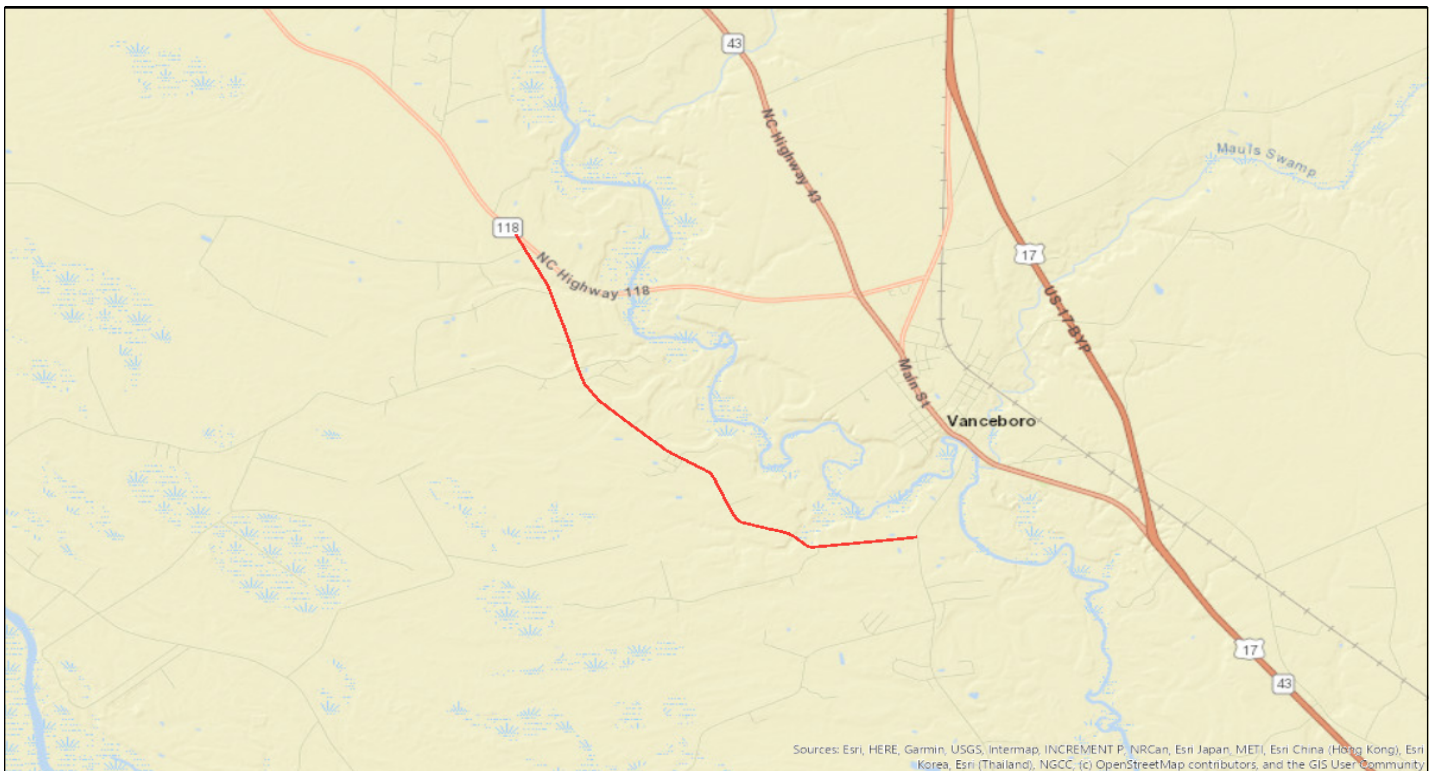 43
NC Highway 43
Mauls Swamp
118
NC Highway 118
17
US 17 BYP
Main St
Vanceboro
17
43
Sources: Esri, HERE, Garmin, USGS, Intermap, INCREMENT P, NRCan, Esri Japan, METI, Esri China (Hong Kong), Esri
Korea, Esri (Thailand), NGCC, (c) OpenStreetMap contributors, and the GIS User Community